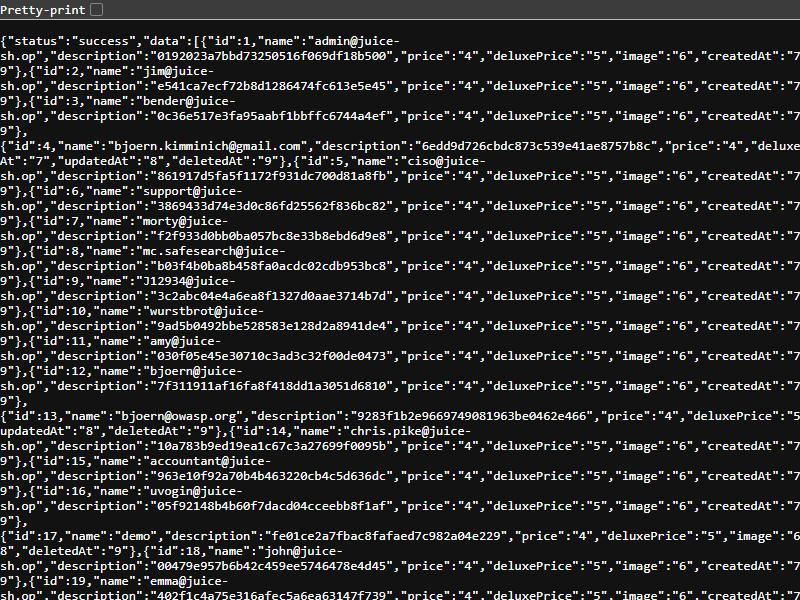 Pretty-print
{"status":"success","data":[{"id":1,"name":"admin@juice-
sh.op","description":"0192023a7bbd73250516f069df18b500","price":"4","deluxePrice":"5","image":"6","createdAt":"7
9"},{"id":2,"name":"jim@juice-
sh.op","description":"e541ca7ecf72b8d1286474fc613e5e45","price":"4","deluxePrice":"5","image":"6","createdAt":"7
9"},{"id":3,"name":"bender@juice-
sh.op","description":"0c36e517e3fa95aabf1bbffc6744a4ef","price":"4","deluxePrice":"5","image":"6","createdAt":"7
9"},
{"id":4,"name":"bjoern.kimminich@gmail.com","description":"6edd9d726cbdc873c539e41ae8757b8c","price":"4","deluxe
At":"7","updatedAt":"8","deletedAt":"9"},{"id":5,"name":"ciso@juice-
sh.op","description":"861917d5fa5f1172f931dc700d81a8fb","price":"4","deluxePrice":"5","image":"6","createdAt":"7
9"},{"id":6,"name":"support@juice-
sh.op","description":"3869433d74e3d0c86fd25562f836bc82","price":"4","deluxePrice":"5","image":"6","createdAt":"7
9"},{"id":7,"name":"morty@juice-
sh.op","description":"f2f933d0bb0ba057bc8e33b8ebd6d9e8","price":"4","deluxePrice":"5","image":"6","createdAt":"7
9"},{"id":8,"name":"mc.safesearch@juice-
sh.op","description":"b03f4b0ba8b458fa0acdc02cdb953bc8","price":"4","deluxePrice":"5","image":"6","createdAt":"7
9"},{"id":9,"name":"J12934@juice-
sh.op","description":"3c2abc04e4a6ea8f1327d0aae3714b7d","price":"4","deluxePrice":"5","image":"6","createdAt":"7
9"},{"id":10,"name":"wurstbrot@juice-
sh.op","description":"9ad5b0492bbe528583e128d2a8941de4","price":"4","deluxePrice":"5","image":"6","createdAt":"7
9"},{"id":11,"name":"amy@juice-
sh.op","description":"030f05e45e30710c3ad3c32f00de0473","price":"4","deluxePrice":"5","image":"6","createdAt":"7
9"},{"id":12,"name":"bjoern@juice-
sh.op","description":"7f311911af16fa8f418dd1a3051d6810","price":"4","deluxePrice":"5","image":"6","createdAt":"7
9"},
{"id":13,"name":"bjoern@owasp.org","description":"9283f1b2e9669749081963be0462e466","price":"4","deluxePrice":"5
updatedAt":"8","deletedAt":"9"},{"id":14,"name":"chris.pike@juice-
sh.op","description":"10a783b9ed19ea1c67c3a27699f0095b","price":"4","deluxePrice":"5","image":"6","createdAt":"7
9"},{"id":15,"name":"accountant@juice-
sh.op","description":"963e10f92a70b4b463220cb4c5d636dc","price":"4","deluxePrice":"5","image":"6","createdAt":"7
9"},{"id":16,"name":"uvogin@juice-
sh.op","description":"05f92148b4b60f7dacd04cceebb8f1af","price":"4","deluxePrice":"5","image":"6","createdAt":"7
9"},
{"id":17,"name":"demo","description":"fe01ce2a7fbac8fafaed7c982a04e229","price":"4","deluxePrice":"5","image":"6
8","deletedAt":"9"},{"id":18,"name":"john@juice-
sh.op","description":"00479e957b6b42c459ee5746478e4d45","price":"4","deluxePrice":"5","image":"6","createdAt":"7
9"},{"id":19,"name":"emma@juice-
sh.op","description":"402f1c4a75e316afec5a6ea63147f739","price":"4","deluxePrice":"5","image":"6","createdAt":"7